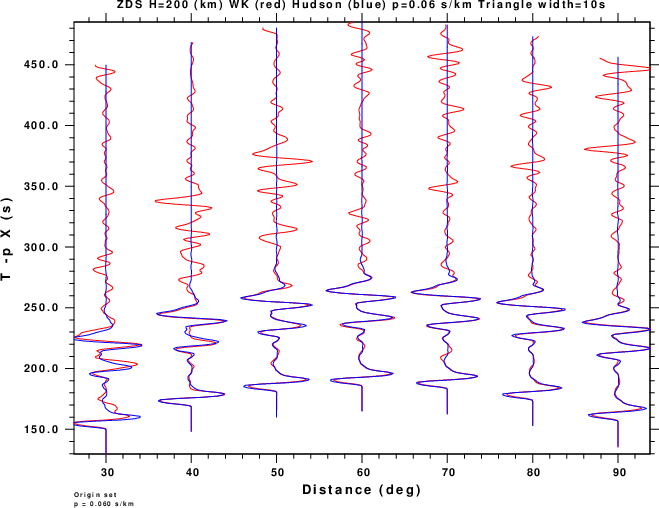 ZDS H=200 (km) WK (red) Hudson (blue) p=0.06 s/km Triangle width=10s
450.0
400.0
350.0
300.0
250.0
200.0
150.0
T -p X (s)
30 40 50 60 70 80 90
Distance (deg)
Origin set
p = 0.060 s/km